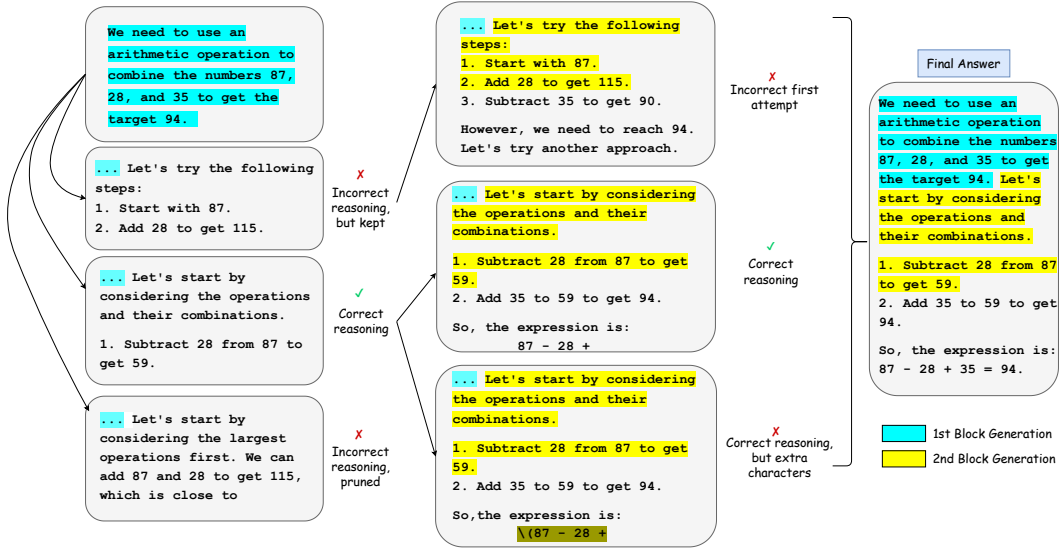 We need to use an
arithmetic operation to
combine the numbers 87,
28, and 35 to get the
target 94.
... Let's try the following
steps:
1. Start with 87.
2. Add 28 to get 115.
✗
Incorrect
reasoning,
but kept
... Let's start by
considering the operations
and their combinations.
1. Subtract 28 from 87 to
get 59.
✓
Correct
reasoning
... Let's start by
considering the largest
operations first. We can
add 87 and 28 to get 115,
which is close to
✗
Incorrect
reasoning,
pruned
... Let's try the following
steps:
1. Start with 87.
2. Add 28 to get 115.
3. Subtract 35 to get 90.
However, we need to reach 94.
Let's try another approach.
✗
Incorrect first
attempt
... Let's start by considering
the operations and their
combinations.
1. Subtract 28 from 87 to get
59.
2. Add 35 to 59 to get 94.
So, the expression is:
87 - 28 +
✓
Correct
reasoning
... Let's start by considering
the operations and their
combinations.
1. Subtract 28 from 87 to get
59.
2. Add 35 to 59 to get 94.
So,the expression is:
\(87 - 28 +
✗
Correct reasoning,
but extra
characters
Final Answer
We need to use an
arithmetic operation
to combine the numbers
87, 28, and 35 to get
the target 94. Let's
start by considering
the operations and
their combinations.
1. Subtract 28 from 87
to get 59.
2. Add 35 to 59 to get
94.
So, the expression is:
87 - 28 + 35 = 94.
1st Block Generation
2nd Block Generation